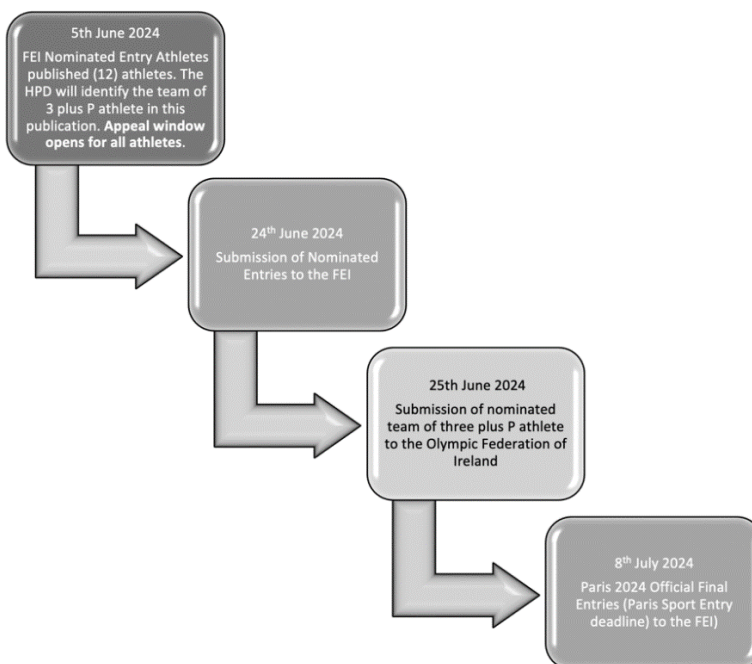 5th June 2024
FEI Nominated Entry Athletes
published (12) athletes. The
HPD will identify the team of
3 plus P athlete in this
publication. Appeal window
opens for all athletes.
24th June 2024
Submission of Nominated
Entries to the FEI
25th June 2024
Submission of nominated
team of three plus P athlete
to the Olympic Federation of
Ireland
8th July 2024
Paris 2024 Official Final
Entries (Paris Sport Entry
deadline) to the FEI)